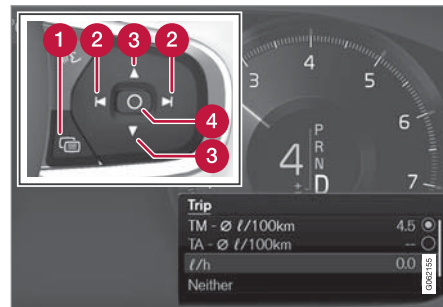 1
2
3
2
4
3
3
4
5
6
7
4
P
R
N
D
±
Trip
TM - Ø ℓ/100km 4.5
TA - Ø ℓ/100km --
ℓ/h 0.0
Neither
G062155